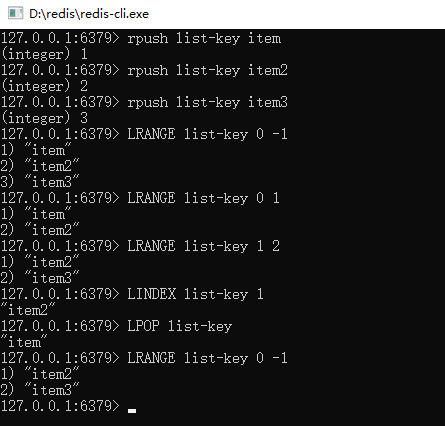 D:\redis\redis-cli.exe
127.0.0.1:6379> rpush list-key item
(integer) 1
127.0.0.1:6379> rpush list-key item2
(integer) 2
127.0.0.1:6379> rpush list-key item3
(integer) 3
127.0.0.1:6379> LRANGE list-key 0 -1
1) "item"
2) "item2"
3) "item3"
127.0.0.1:6379> LRANGE list-key 0 1
1) "item"
2) "item2"
127.0.0.1:6379> LRANGE list-key 1 2
1) "item2"
2) "item3"
127.0.0.1:6379> LINDEX list-key 1
"item2"
127.0.0.1:6379> LPOP list-key
"item"
127.0.0.1:6379> LRANGE list-key 0 -1
1) "item2"
2) "item3"
127.0.0.1:6379>